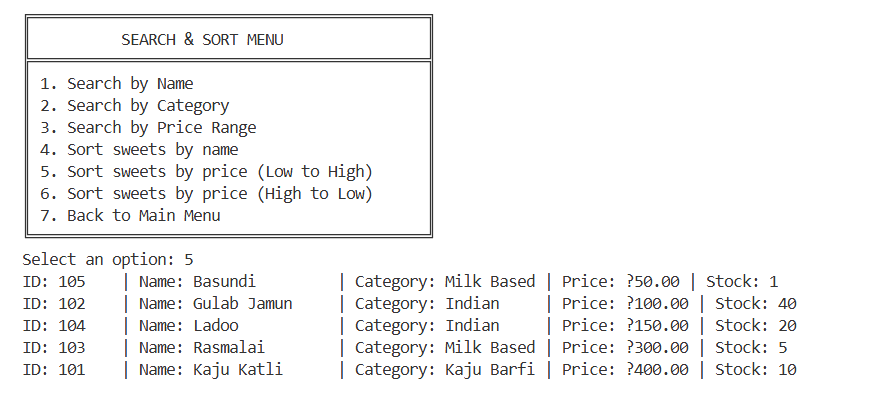 SEARCH & SORT MENU
1. Search by Name
2. Search by Category
3. Search by Price Range
4. Sort sweets by name
5. Sort sweets by price (Low to High)
6. Sort sweets by price (High to Low)
7. Back to Main Menu
Select an option: 5
ID: 105 | Name: Basundi | Category: Milk Based | Price: ?50.00 | Stock: 1
ID: 102 | Name: Gulab Jamun | Category: Indian | Price: ?100.00 | Stock: 40
ID: 104 | Name: Ladoo | Category: Indian | Price: ?150.00 | Stock: 20
ID: 103 | Name: Rasmalai | Category: Milk Based | Price: ?300.00 | Stock: 5
ID: 101 | Name: Kaju Katli | Category: Kaju Barfi | Price: ?400.00 | Stock: 10